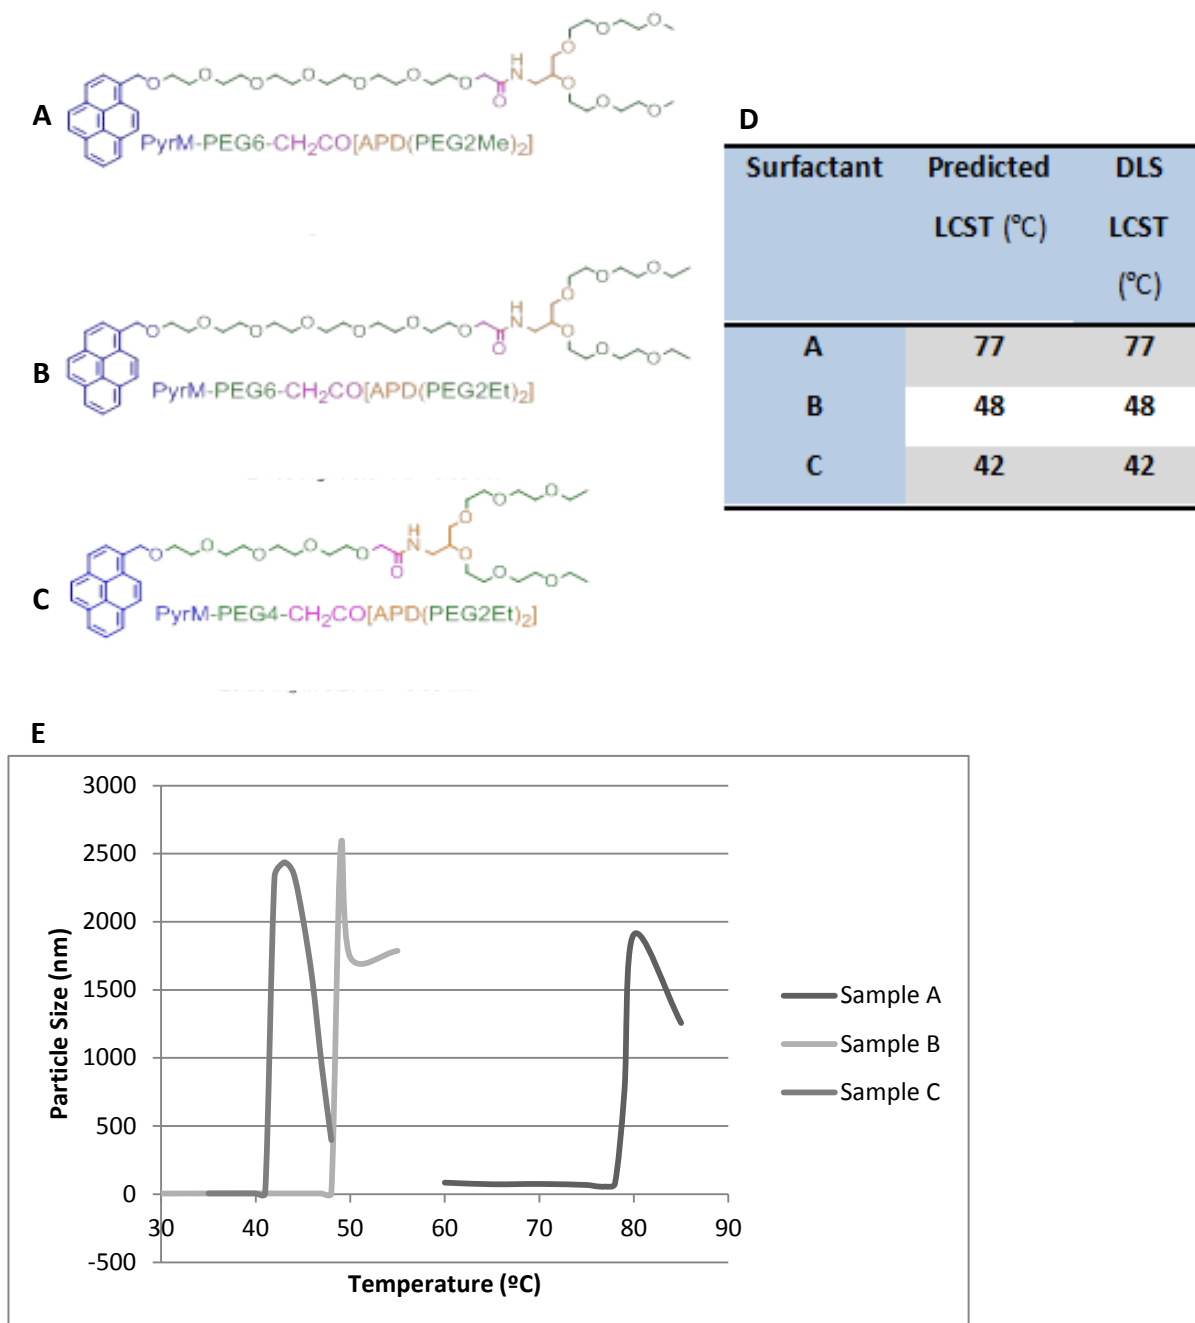 A
PyrM-PEG6-CH2CO[APD(PEG2Me)2]
B
PyrM-PEG6-CH2CO[APD(PEG2Et)2]
C
PyrM-PEG4-CH2CO[APD(PEG2Et)2]
D
Surfactant Predicted LCST (°C) DLS LCST (°C)
A 77 77
B 48 48
C 42 42
E
3000
2500
2000
1500
1000
500
0
-500
30 40 50 60 70 80 90
Particle Size (nm)
Temperature (ºC)
Sample A
Sample B
Sample C